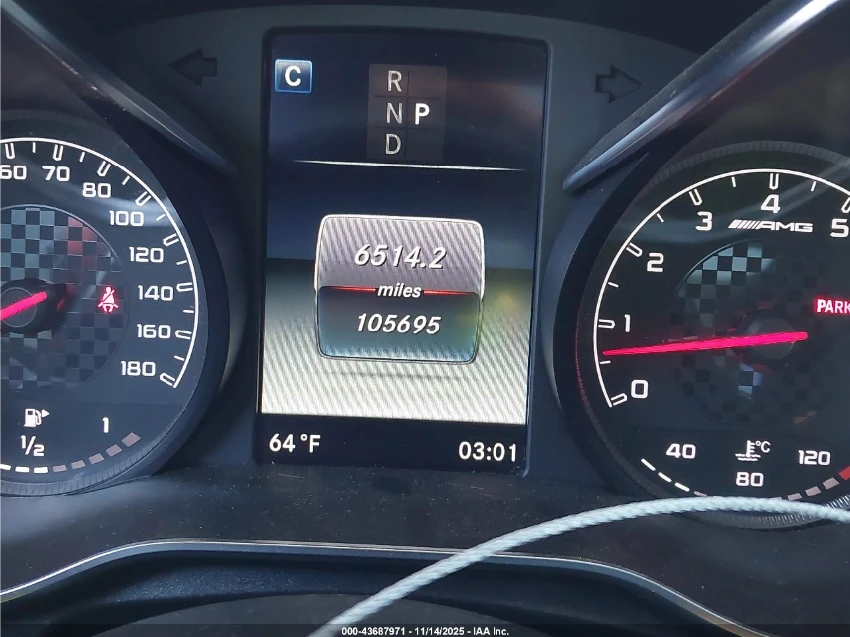 C
R
N P
D
60 70 80 100 120 140 160 180
1/2 1
6514.2
miles
105695
64°F 03:01
0 1 2 3 4 5
AMG
PARK
40 80 120
°C
000-43687971 - 11/14/2025 - IAA Inc.